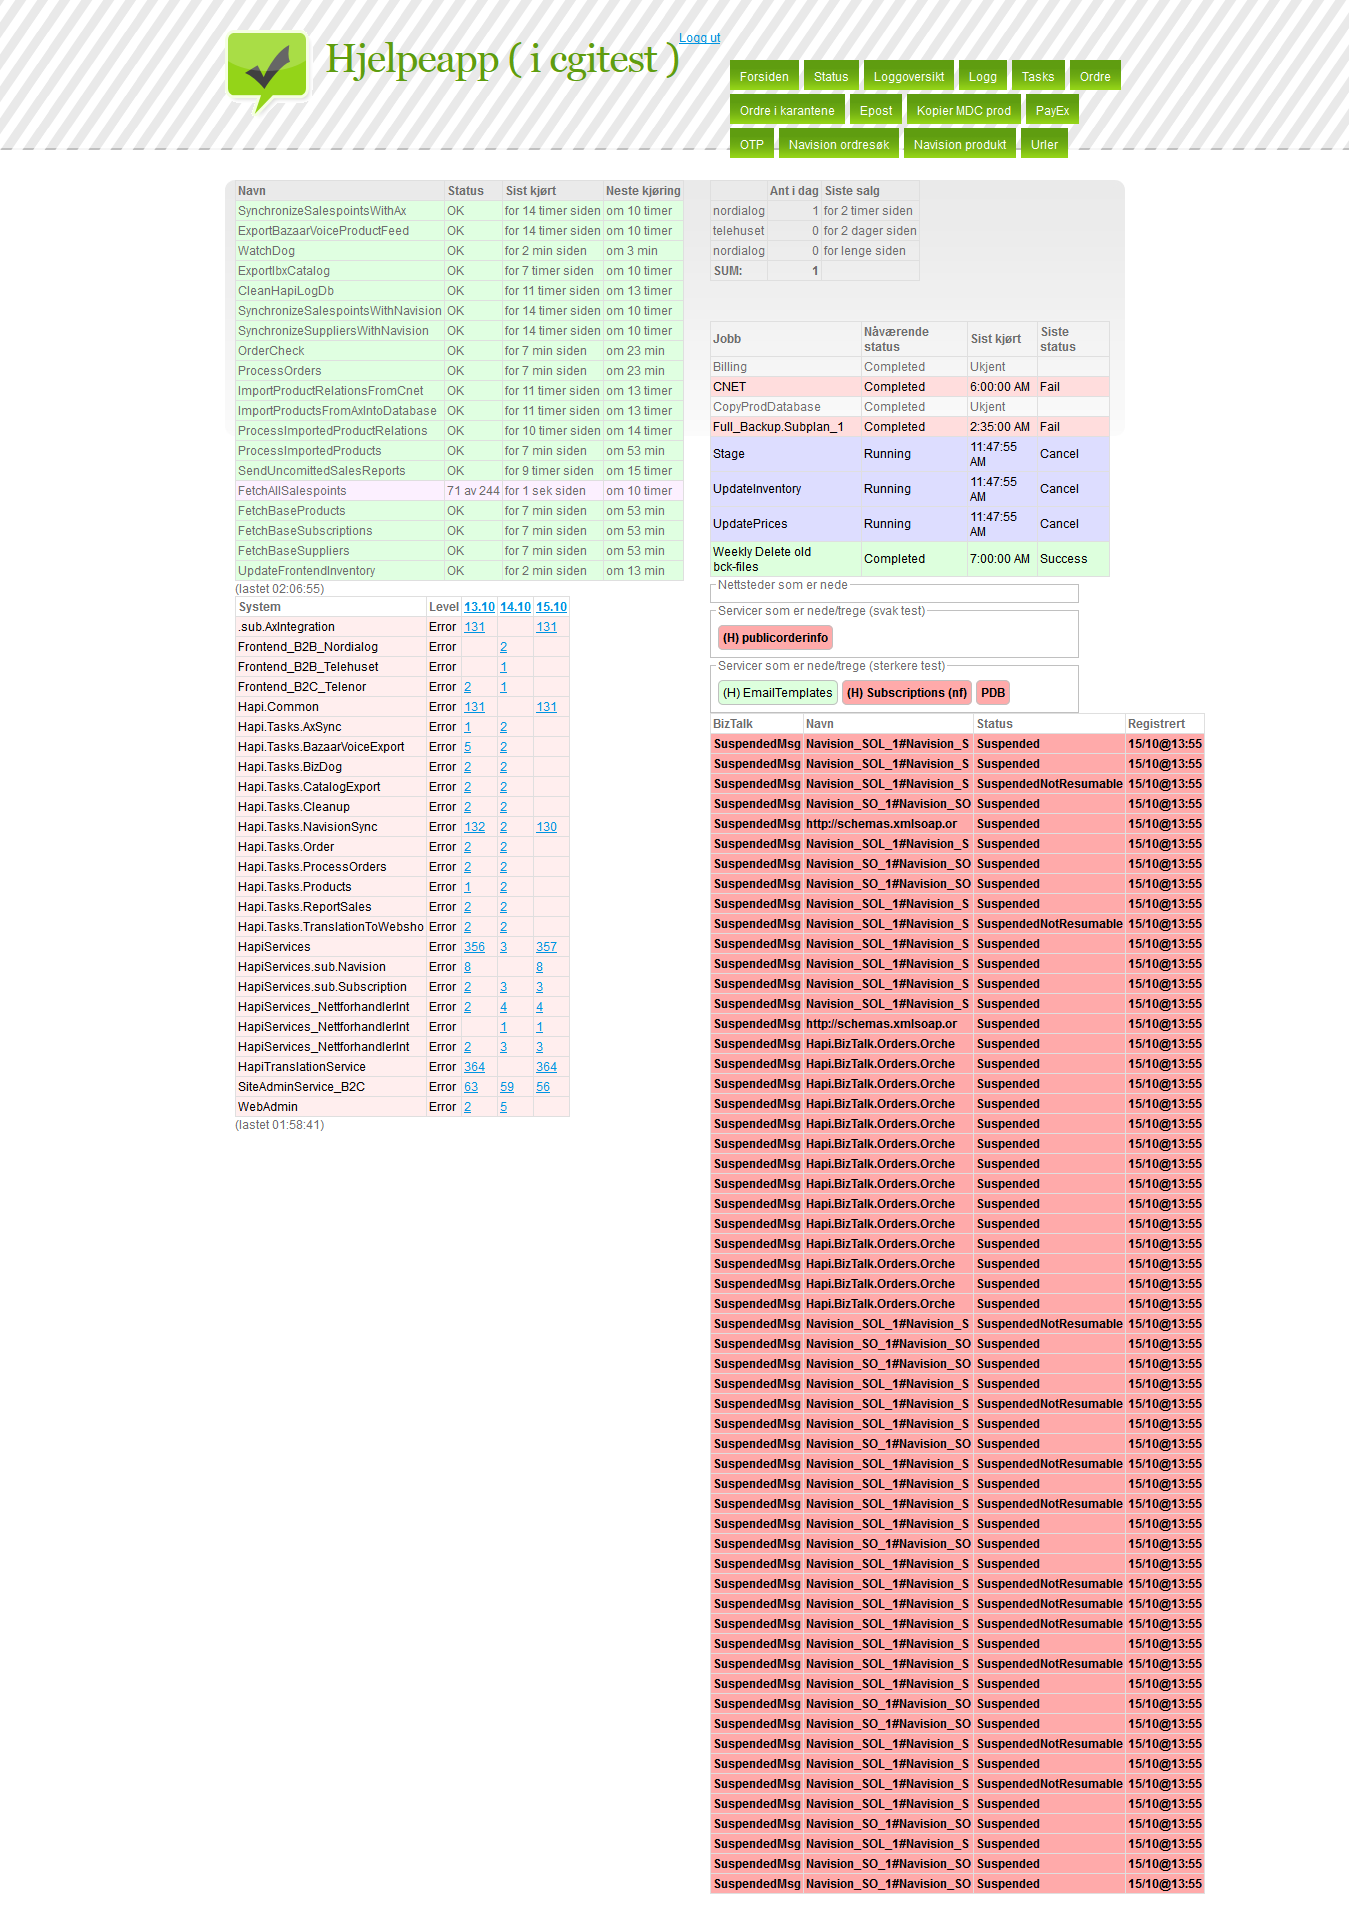 Hjelpeapp ( i cgitest )
Logg ut
Forsiden Status Loggoversikt Logg Tasks Ordre
Ordre i karantene Epost Kopier MDC prod PayEx
OTP Navision ordresøk Navision produkt Urler
Navn Status Sist kjørt Neste kjøring
SynchronizeSalespointsWithAx OK for 14 timer siden om 10 timer
ExportBazaarVoiceProductFeed OK for 14 timer siden om 10 timer
WatchDog OK for 2 min siden om 3 min
ExportIbxCatalog OK for 7 timer siden om 10 timer
CleanHapiLogDb OK for 11 timer siden om 13 timer
SynchronizeSalespointsWithNavision OK for 14 timer siden om 10 timer
SynchronizeSuppliersWithNavision OK for 14 timer siden om 10 timer
OrderCheck OK for 7 min siden om 23 min
ProcessOrders OK for 7 min siden om 23 min
ImportProductRelationsFromCnet OK for 11 timer siden om 13 timer
ImportProductsFromAxIntoDatabase OK for 11 timer siden om 13 timer
ProcessImportedProductRelations OK for 10 timer siden om 14 timer
ProcessImportedProducts OK for 7 min siden om 53 min
SendUncomittedSalesReports OK for 9 timer siden om 15 timer
FetchAllSalespoints 71 av 244 for 1 sek siden om 10 timer
FetchBaseProducts OK for 7 min siden om 53 min
FetchBaseSubscriptions OK for 7 min siden om 53 min
FetchBaseSuppliers OK for 7 min siden om 53 min
UpdateFrontendInventory OK for 2 min siden om 13 min
(lastet 02:06:55)
System Level 13.10 14.10 15.10
.sub.AxIntegration Error 131 131
Frontend_B2B_Nordialog Error 2
Frontend_B2B_Telehuset Error 1
Frontend_B2C_Telenor Error 2 1
Hapi.Common Error 131 131
Hapi.Tasks.AxSync Error 1 2
Hapi.Tasks.BazaarVoiceExport Error 5 2
Hapi.Tasks.BizDog Error 2 2
Hapi.Tasks.CatalogExport Error 2 2
Hapi.Tasks.Cleanup Error 2 2
Hapi.Tasks.NavisionSync Error 132 2 130
Hapi.Tasks.Order Error 2 2
Hapi.Tasks.ProcessOrders Error 2 2
Hapi.Tasks.Products Error 1 2
Hapi.Tasks.ReportSales Error 2 2
Hapi.Tasks.TranslationToWebsho Error 2 2
HapiServices Error 356 3 357
HapiServices.sub.Navision Error 8 8
HapiServices.sub.Subscription Error 2 3 3
HapiServices_NettforhandlerInt Error 2 4 4
HapiServices_NettforhandlerInt Error 1 1
HapiServices_NettforhandlerInt Error 2 3 3
HapiTranslationService Error 364 364
SiteAdminService_B2C Error 63 59 56
WebAdmin Error 2 5
(lastet 01:58:41)
Ant i dag Siste salg
nordialog 1 for 2 timer siden
telehuset 0 for 2 dager siden
nordialog 0 for lenge siden
SUM: 1
Jobb Nåværende status Sist kjørt Siste status
Billing Completed Ukjent
CNET Completed 6:00:00 AM Fail
CopyProdDatabase Completed Ukjent
Full_Backup.Subplan_1 Completed 2:35:00 AM Fail
Stage Running 11:47:55 AM Cancel
UpdateInventory Running 11:47:55 AM Cancel
UpdatePrices Running 11:47:55 AM Cancel
Weekly Delete old bck-files Completed 7:00:00 AM Success
Nettsteder som er nede
Servicer som er nede/trege (svak test)
(H) publicorderinfo
Servicer som er nede/trege (sterkere test)
(H) EmailTemplates (H) Subscriptions (nf) PDB
BizTalk Navn Status Registrert
SuspendedMsg Navision_SOL_1#Navision_S Suspended 15/10@13:55
SuspendedMsg Navision_SOL_1#Navision_S Suspended 15/10@13:55
SuspendedMsg Navision_SOL_1#Navision_S SuspendedNotResumable 15/10@13:55
SuspendedMsg Navision_SO_1#Navision_SO Suspended 15/10@13:55
SuspendedMsg http://schemas.xmlsoap.or Suspended 15/10@13:55
SuspendedMsg Navision_SOL_1#Navision_S Suspended 15/10@13:55
SuspendedMsg Navision_SO_1#Navision_SO Suspended 15/10@13:55
SuspendedMsg Navision_SO_1#Navision_SO Suspended 15/10@13:55
SuspendedMsg Navision_SOL_1#Navision_S Suspended 15/10@13:55
SuspendedMsg Navision_SOL_1#Navision_S SuspendedNotResumable 15/10@13:55
SuspendedMsg Navision_SOL_1#Navision_S Suspended 15/10@13:55
SuspendedMsg Navision_SOL_1#Navision_S Suspended 15/10@13:55
SuspendedMsg Navision_SOL_1#Navision_S Suspended 15/10@13:55
SuspendedMsg Navision_SOL_1#Navision_S Suspended 15/10@13:55
SuspendedMsg http://schemas.xmlsoap.or Suspended 15/10@13:55
SuspendedMsg Hapi.BizTalk.Orders.Orche Suspended 15/10@13:55
SuspendedMsg Hapi.BizTalk.Orders.Orche Suspended 15/10@13:55
SuspendedMsg Hapi.BizTalk.Orders.Orche Suspended 15/10@13:55
SuspendedMsg Hapi.BizTalk.Orders.Orche Suspended 15/10@13:55
SuspendedMsg Hapi.BizTalk.Orders.Orche Suspended 15/10@13:55
SuspendedMsg Hapi.BizTalk.Orders.Orche Suspended 15/10@13:55
SuspendedMsg Hapi.BizTalk.Orders.Orche Suspended 15/10@13:55
SuspendedMsg Hapi.BizTalk.Orders.Orche Suspended 15/10@13:55
SuspendedMsg Hapi.BizTalk.Orders.Orche Suspended 15/10@13:55
SuspendedMsg Hapi.BizTalk.Orders.Orche Suspended 15/10@13:55
SuspendedMsg Hapi.BizTalk.Orders.Orche Suspended 15/10@13:55
SuspendedMsg Hapi.BizTalk.Orders.Orche Suspended 15/10@13:55
SuspendedMsg Hapi.BizTalk.Orders.Orche Suspended 15/10@13:55
SuspendedMsg Hapi.BizTalk.Orders.Orche Suspended 15/10@13:55
SuspendedMsg Navision_SOL_1#Navision_S SuspendedNotResumable 15/10@13:55
SuspendedMsg Navision_SO_1#Navision_SO Suspended 15/10@13:55
SuspendedMsg Navision_SO_1#Navision_SO Suspended 15/10@13:55
SuspendedMsg Navision_SOL_1#Navision_S Suspended 15/10@13:55
SuspendedMsg Navision_SOL_1#Navision_S SuspendedNotResumable 15/10@13:55
SuspendedMsg Navision_SOL_1#Navision_S Suspended 15/10@13:55
SuspendedMsg Navision_SO_1#Navision_SO Suspended 15/10@13:55
SuspendedMsg Navision_SOL_1#Navision_S SuspendedNotResumable 15/10@13:55
SuspendedMsg Navision_SOL_1#Navision_S Suspended 15/10@13:55
SuspendedMsg Navision_SOL_1#Navision_S SuspendedNotResumable 15/10@13:55
SuspendedMsg Navision_SOL_1#Navision_S Suspended 15/10@13:55
SuspendedMsg Navision_SO_1#Navision_SO Suspended 15/10@13:55
SuspendedMsg Navision_SOL_1#Navision_S Suspended 15/10@13:55
SuspendedMsg Navision_SOL_1#Navision_S SuspendedNotResumable 15/10@13:55
SuspendedMsg Navision_SOL_1#Navision_S SuspendedNotResumable 15/10@13:55
SuspendedMsg Navision_SOL_1#Navision_S SuspendedNotResumable 15/10@13:55
SuspendedMsg Navision_SOL_1#Navision_S Suspended 15/10@13:55
SuspendedMsg Navision_SOL_1#Navision_S SuspendedNotResumable 15/10@13:55
SuspendedMsg Navision_SOL_1#Navision_S Suspended 15/10@13:55
SuspendedMsg Navision_SO_1#Navision_SO Suspended 15/10@13:55
SuspendedMsg Navision_SO_1#Navision_SO Suspended 15/10@13:55
SuspendedMsg Navision_SOL_1#Navision_S SuspendedNotResumable 15/10@13:55
SuspendedMsg Navision_SOL_1#Navision_S Suspended 15/10@13:55
SuspendedMsg Navision_SOL_1#Navision_S SuspendedNotResumable 15/10@13:55
SuspendedMsg Navision_SOL_1#Navision_S Suspended 15/10@13:55
SuspendedMsg Navision_SO_1#Navision_SO Suspended 15/10@13:55
SuspendedMsg Navision_SOL_1#Navision_S Suspended 15/10@13:55
SuspendedMsg Navision_SO_1#Navision_SO Suspended 15/10@13:55
SuspendedMsg Navision_SO_1#Navision_SO Suspended 15/10@13:55